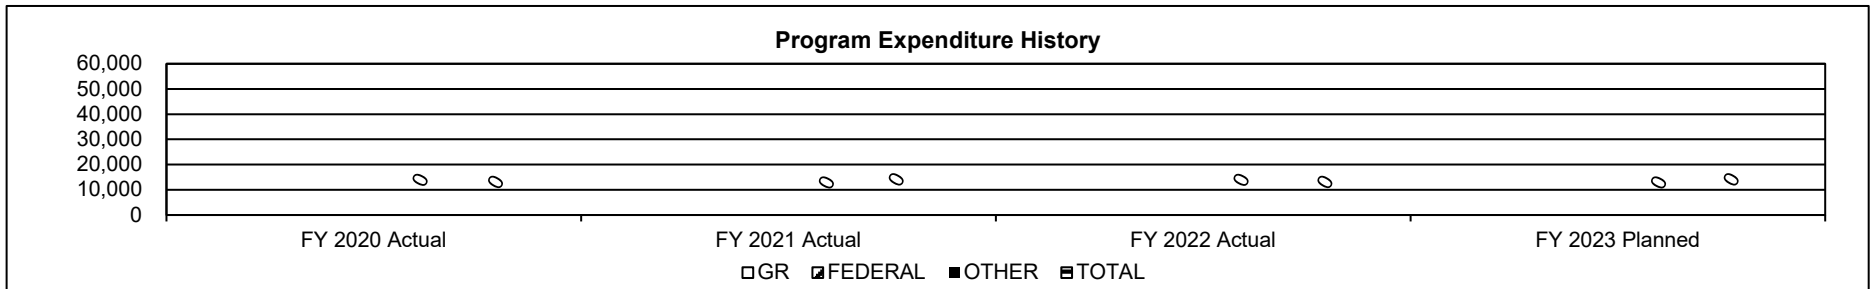 Program Expenditure History
60,000
50,000
40,000
30,000
20,000
10,000
0
0 0 0 0 0 0 0 0
FY 2020 Actual FY 2021 Actual FY 2022 Actual FY 2023 Planned
GR FEDERAL OTHER TOTAL